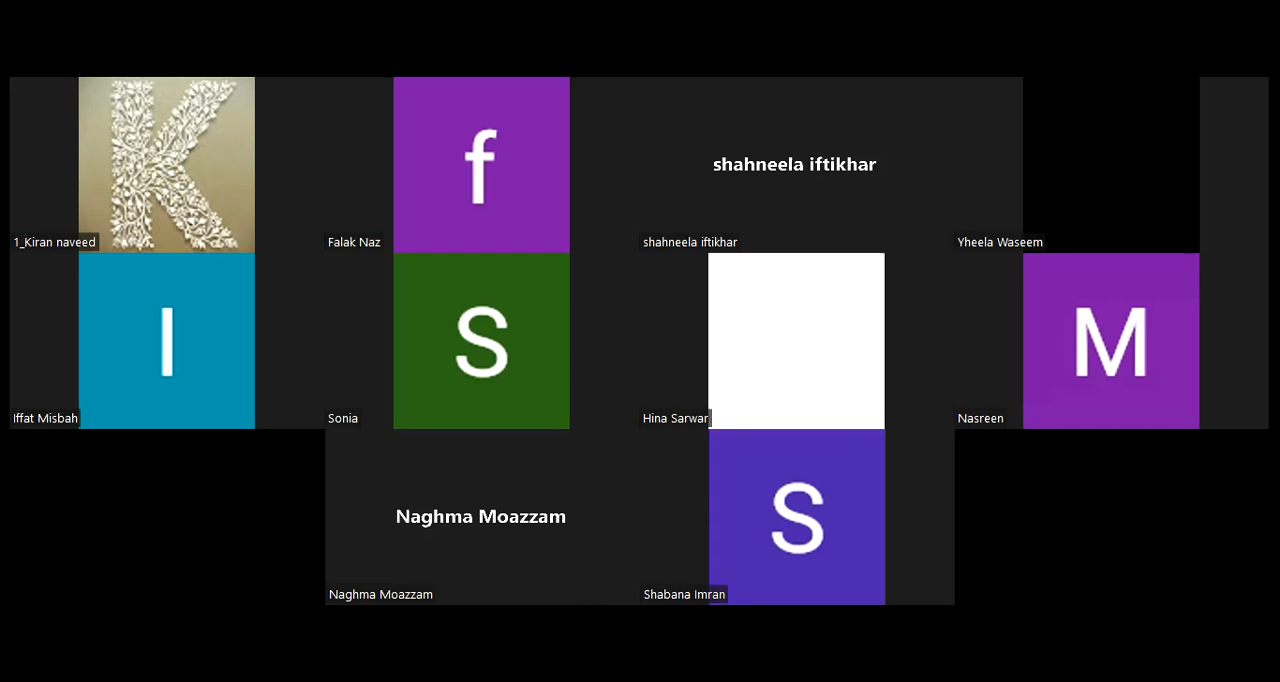 K
1_Kiran naveed
f
Falak Naz
shahneela iftikhar
shahneela iftikhar
Yheela Waseem
I
Iffat Misbah
S
Sonia
Hina Sarwar
M
Nasreen
Naghma Moazzam
Naghma Moazzam
S
Shabana Imran